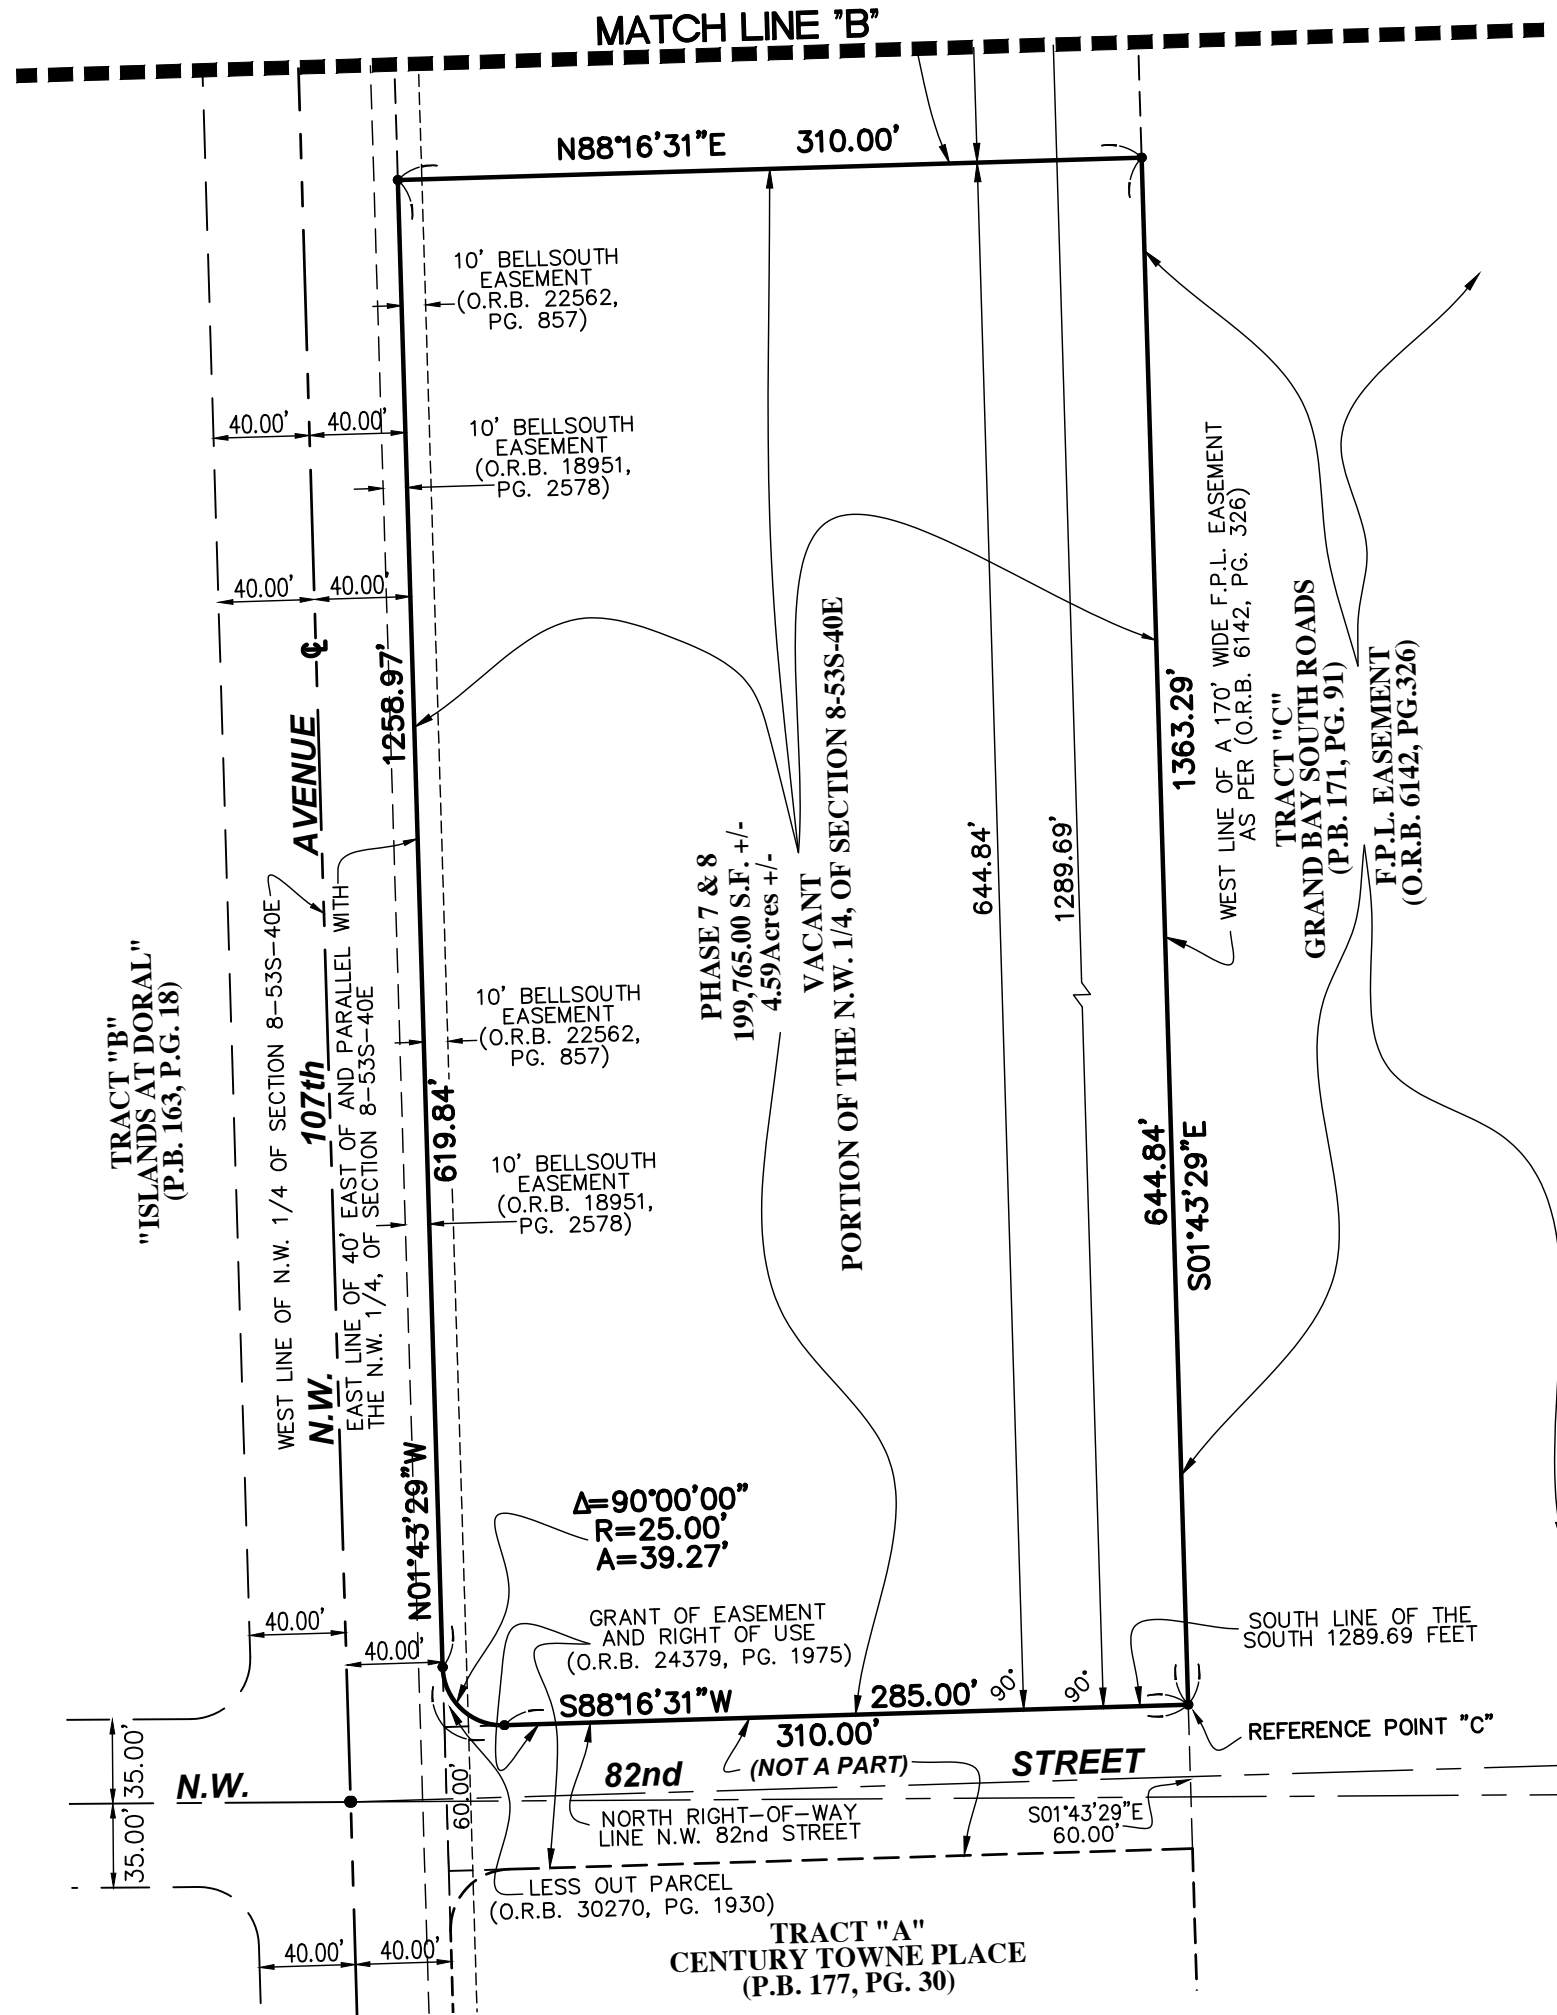 MATCH LINE "B"
N88°16'31"E 310.00'
10' BELLSOUTH
EASEMENT
(O.R.B. 22562,
PG. 857)
40.00'
40.00'
10' BELLSOUTH
EASEMENT
(O.R.B. 18951,
PG. 2578)
40.00'
40.00'
1258.97'
N.W. 107th AVENUE ℄
WEST LINE OF N.W. 1/4 OF SECTION 8-53S-40E
EAST LINE OF 40' EAST OF AND PARALLEL WITH
THE N.W. 1/4, OF SECTION 8-53S-40E
TRACT "B"
"ISLANDS AT DORAL"
(P.B. 163, P.G. 18)
PHASE 7 & 8
199,765.00 S.F. +/-
4.59Acres +/-
VACANT
PORTION OF THE N.W. 1/4, OF SECTION 8-53S-40E
644.84'
1289.69'
1363.29'
WEST LINE OF A 170' WIDE F.P.L. EASEMENT
AS PER (O.R.B. 6142, PG. 326)
TRACT "C"
GRAND BAY SOUTH ROADS
(P.B. 171, PG. 91)
F.P.L. EASEMENT
(O.R.B. 6142, PG.326)
10' BELLSOUTH
EASEMENT
(O.R.B. 22562,
PG. 857)
619.84'
10' BELLSOUTH
EASEMENT
(O.R.B. 18951,
PG. 2578)
644.84'
S01°43'29"E
N01°43'29"W
Δ=90°00'00"
R=25.00'
A=39.27'
GRANT OF EASEMENT
AND RIGHT OF USE
(O.R.B. 24379, PG. 1975)
40.00'
40.00'
SOUTH LINE OF THE
SOUTH 1289.69 FEET
S88°16'31"W 285.00'
90°
90°
310.00'
REFERENCE POINT "C"
(NOT A PART)
35.00'
35.00'
N.W. 82nd STREET
60.00'
NORTH RIGHT-OF-WAY
LINE N.W. 82nd STREET
S01°43'29"E
60.00'
LESS OUT PARCEL
(O.R.B. 30270, PG. 1930)
40.00'
40.00'
TRACT "A"
CENTURY TOWNE PLACE
(P.B. 177, PG. 30)